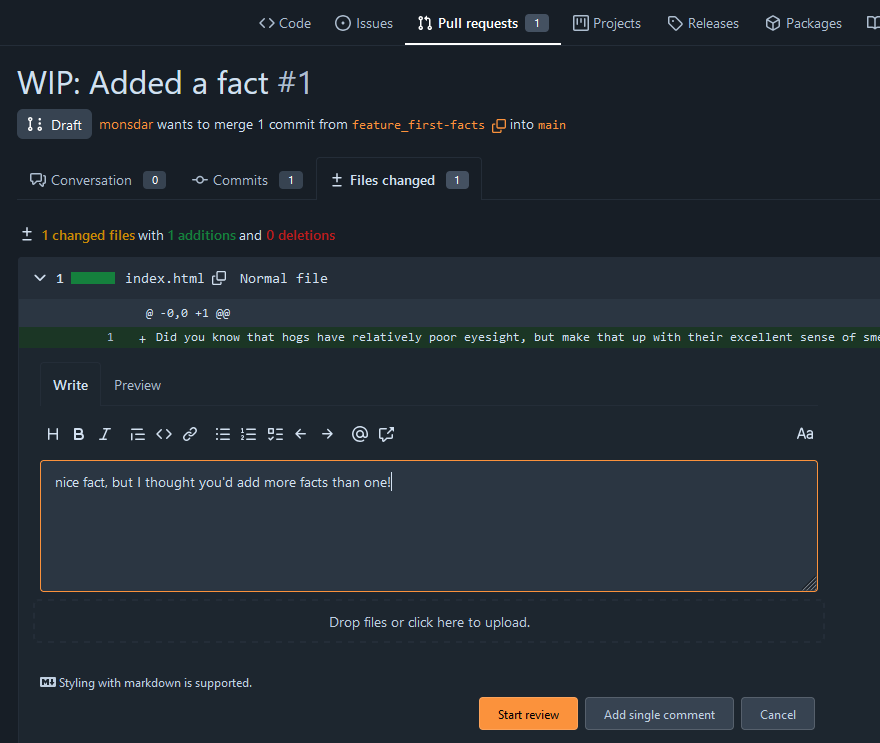 Code Issues Pull requests 1 Projects Releases Packages
WIP: Added a fact #1
Draft monsdar wants to merge 1 commit from feature_first-facts into main
Conversation 0 Commits 1 Files changed 1
1 changed files with 1 additions and 0 deletions
1 index.html Normal file
@ -0,0 +1 @@
1 + Did you know that hogs have relatively poor eyesight, but make that up with their excellent sense of
Write Preview
H B I @ Aa
nice fact, but I thought you'd add more facts than one!
Drop files or click here to upload.
Styling with markdown is supported.
Start review Add single comment Cancel